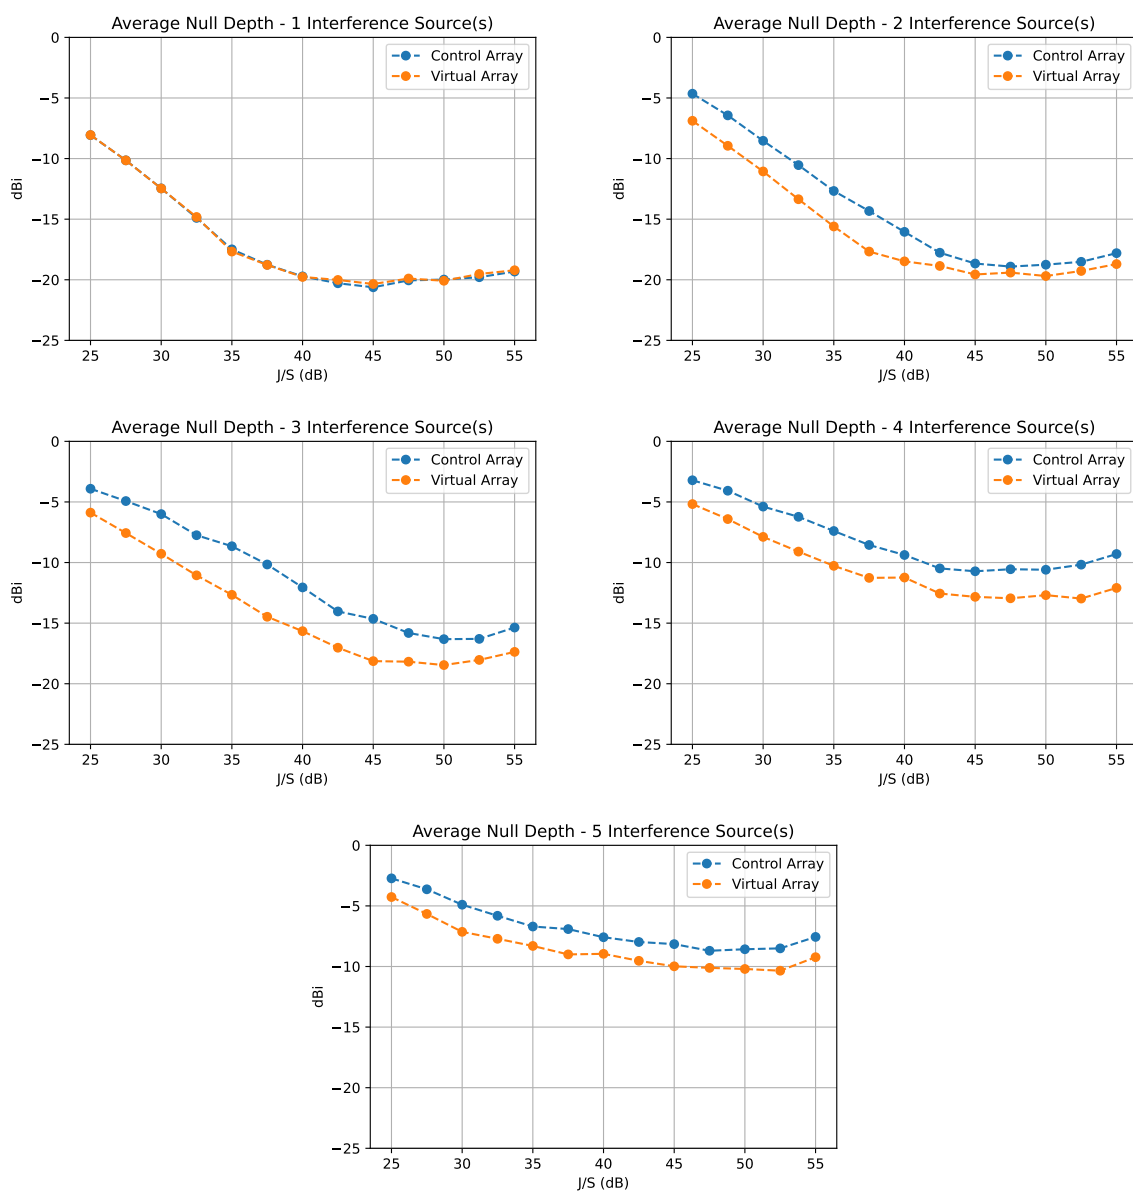 Average Null Depth - 1 Interference Source(s)
0
−5
−10
−15
−20
−25
dBi
Control Array
Virtual Array
25 30 35 40 45 50 55
J/S (dB)
Average Null Depth - 2 Interference Source(s)
0
−5
−10
−15
−20
−25
dBi
Control Array
Virtual Array
25 30 35 40 45 50 55
J/S (dB)
Average Null Depth - 3 Interference Source(s)
0
−5
−10
−15
−20
−25
dBi
Control Array
Virtual Array
25 30 35 40 45 50 55
J/S (dB)
Average Null Depth - 4 Interference Source(s)
0
−5
−10
−15
−20
−25
dBi
Control Array
Virtual Array
25 30 35 40 45 50 55
J/S (dB)
Average Null Depth - 5 Interference Source(s)
0
−5
−10
−15
−20
−25
dBi
Control Array
Virtual Array
25 30 35 40 45 50 55
J/S (dB)